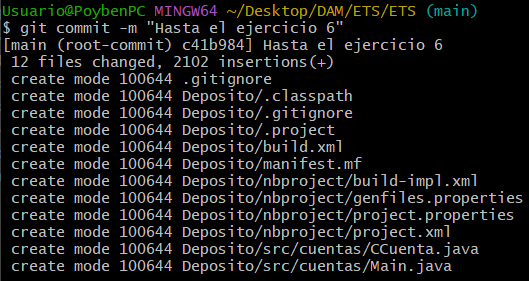 Usuario@PoybenPC MINGW64 ~/Desktop/DAM/ETS/ETS (main)
$ git commit -m "Hasta el ejercicio 6"
[main (root-commit) c41b984] Hasta el ejercicio 6
 12 files changed, 2102 insertions(+)
 create mode 100644 .gitignore
 create mode 100644 Deposito/.classpath
 create mode 100644 Deposito/.gitignore
 create mode 100644 Deposito/.project
 create mode 100644 Deposito/build.xml
 create mode 100644 Deposito/manifest.mf
 create mode 100644 Deposito/nbproject/build-impl.xml
 create mode 100644 Deposito/nbproject/genfiles.properties
 create mode 100644 Deposito/nbproject/project.properties
 create mode 100644 Deposito/nbproject/project.xml
 create mode 100644 Deposito/src/cuentas/CCuenta.java
 create mode 100644 Deposito/src/cuentas/Main.java